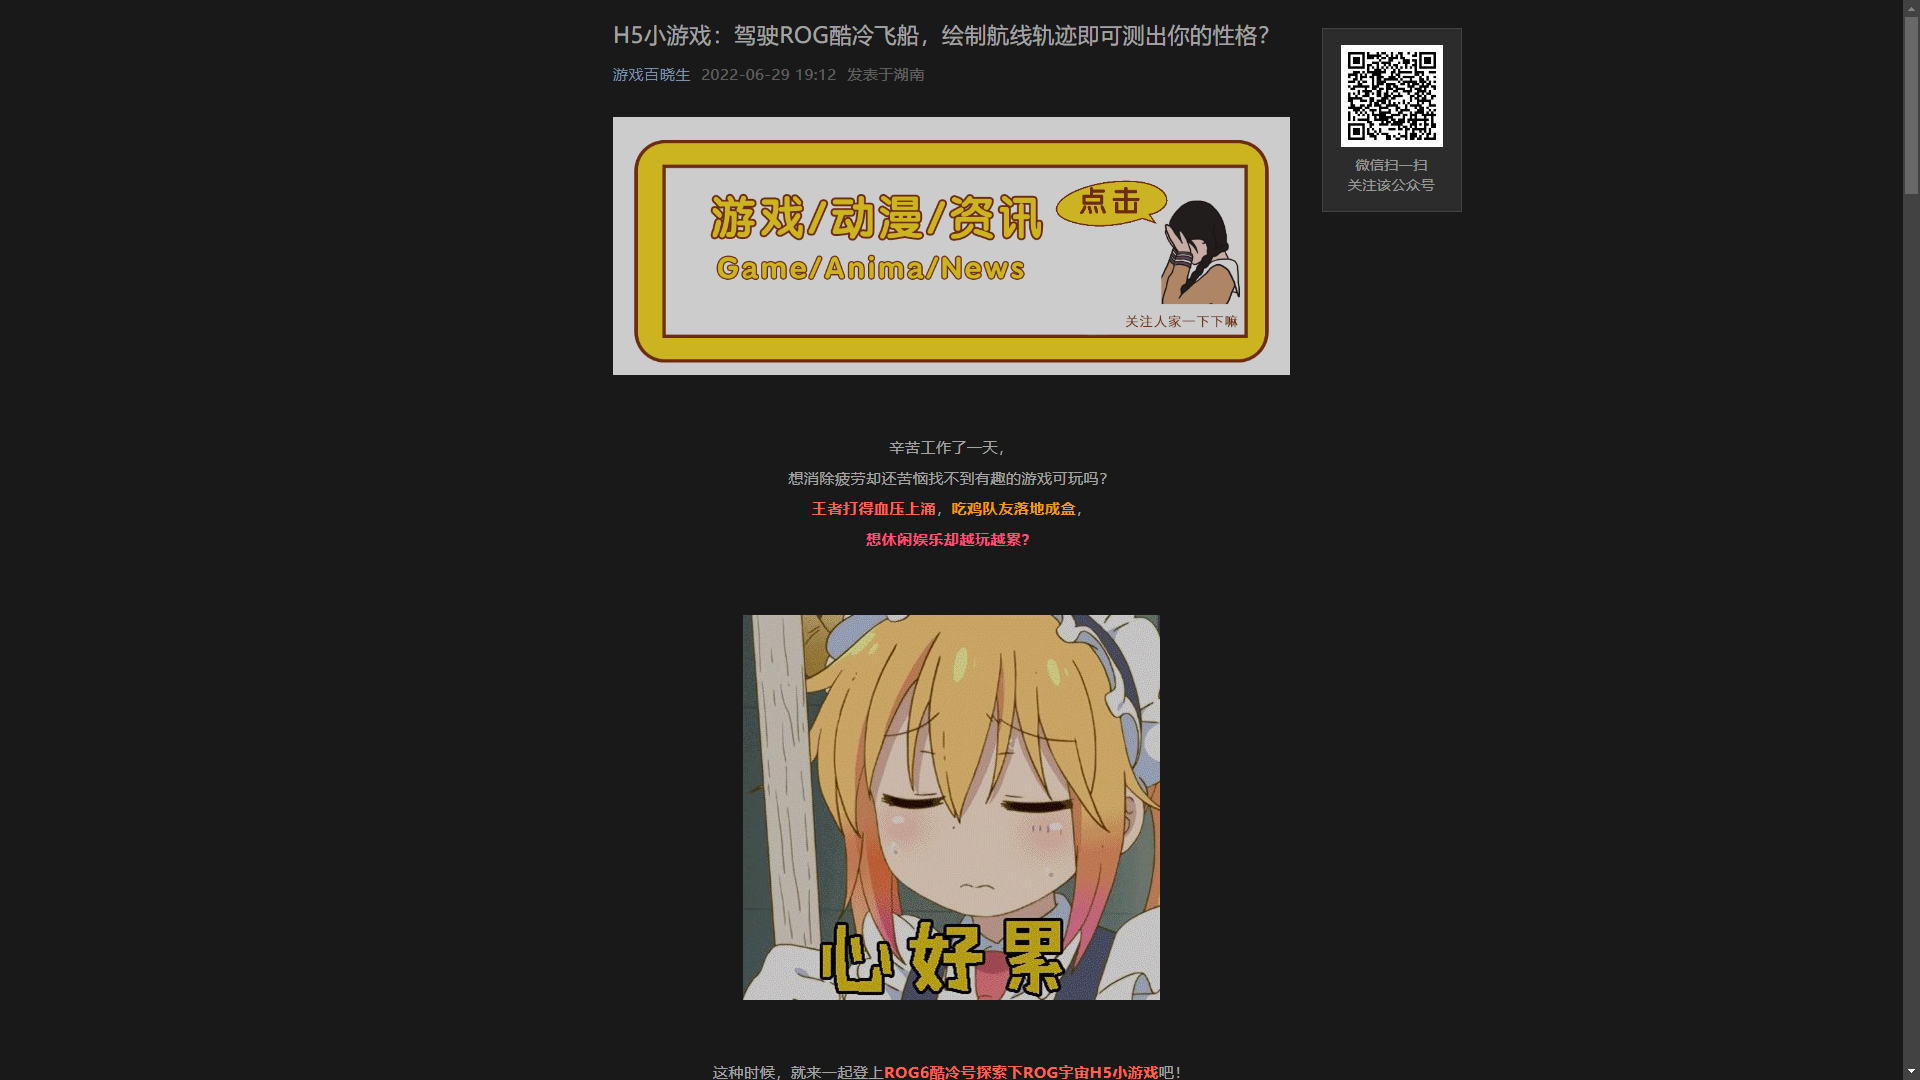 H5小游戏：驾驶ROG酷冷飞船，绘制航线轨迹即可测出你的性格？
游戏百晓生 2022-06-29 19:12 发表于湖南
微信扫一扫
关注该公众号
游戏/动漫/资讯
点击
Game/Anima/News
关注人家一下下嘛
辛苦工作了一天，
想消除疲劳却还苦恼找不到有趣的游戏可玩吗？
王者打得血压上涌，吃鸡队友落地成盒，
想休闲娱乐却越玩越累？
心好累
这种时候，就来一起登上ROG6酷冷号探索下ROG宇宙H5小游戏吧！